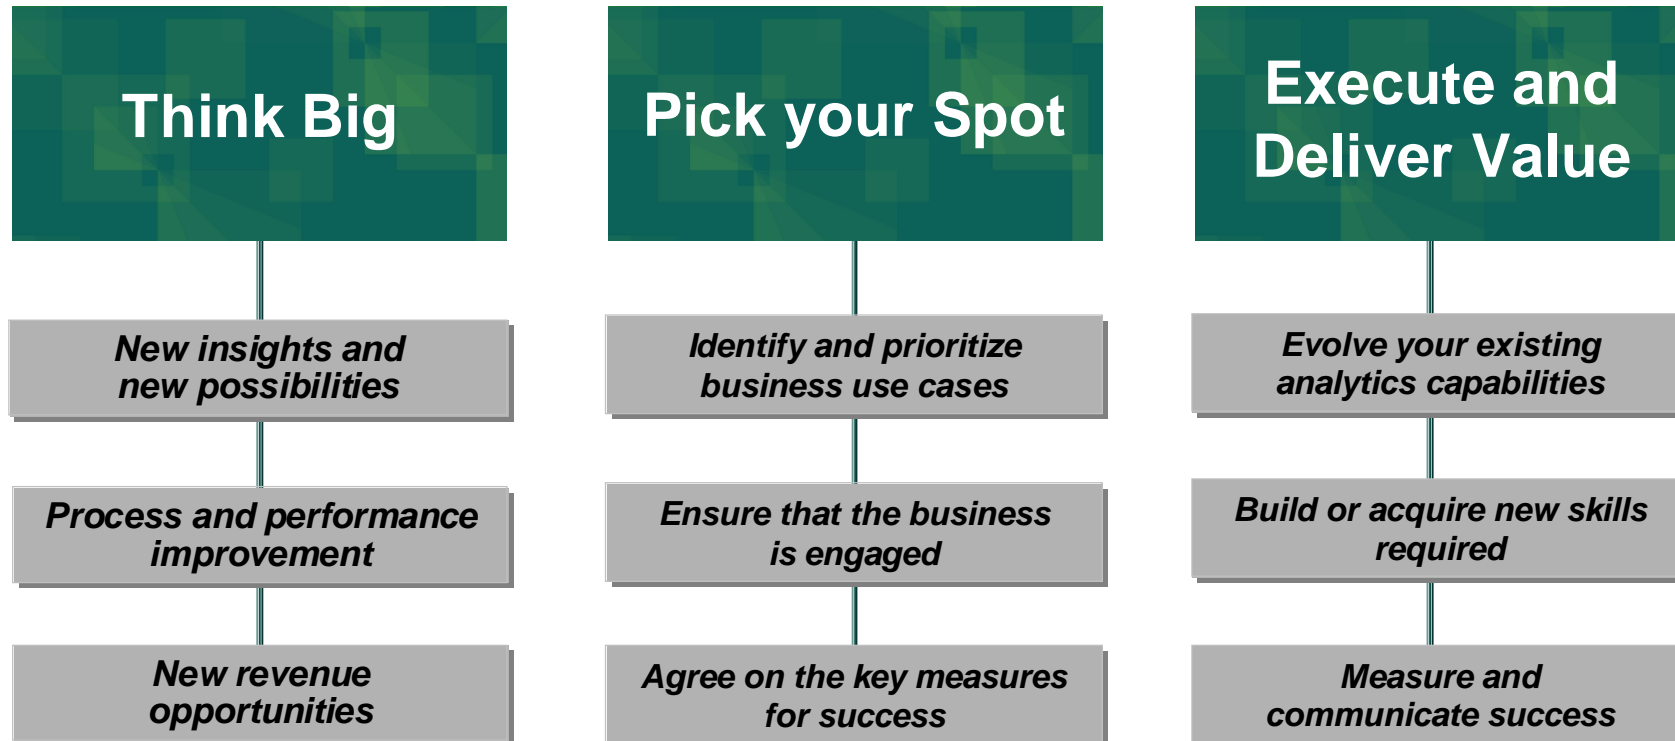 Think Big
New insights and
new possibilities
Process and performance
improvement
New revenue
opportunities
Pick your Spot
Identify and prioritize
business use cases
Ensure that the business
is engaged
Agree on the key measures
for success
Execute and
Deliver Value
Evolve your existing
analytics capabilities
Build or acquire new skills
required
Measure and
communicate success